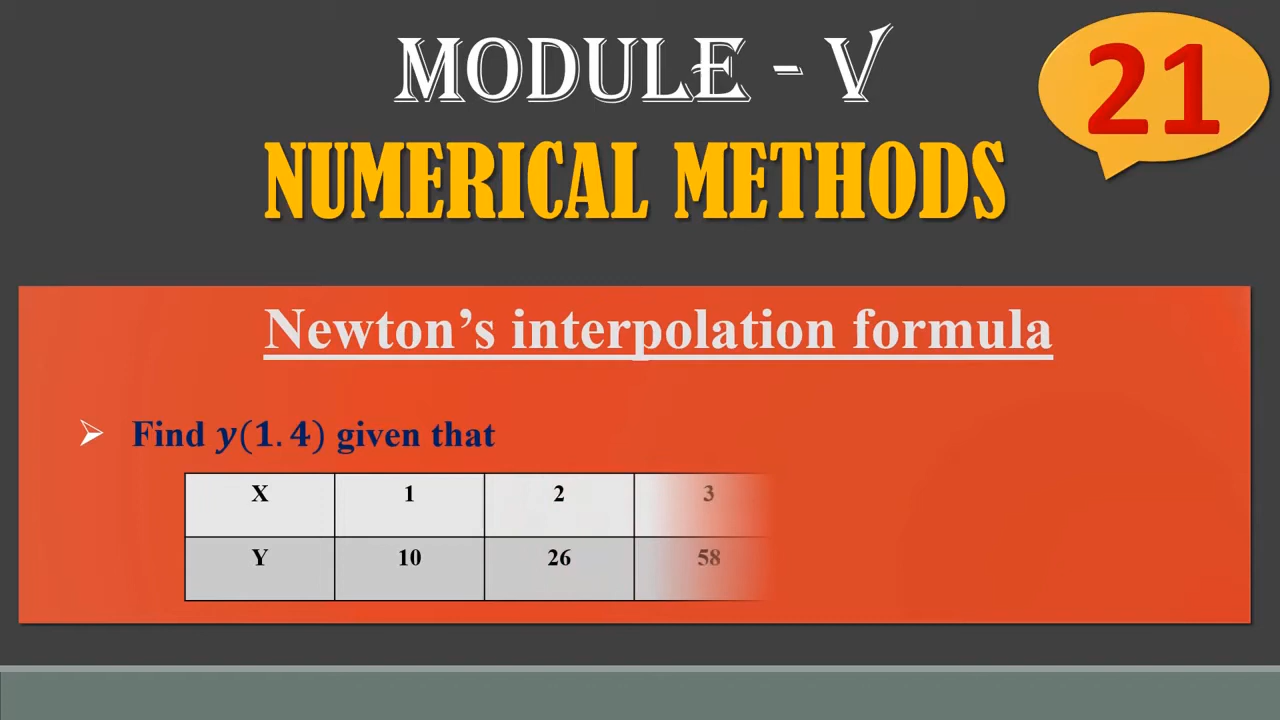 MODULE - V
21
NUMERICAL METHODS
Newton's interpolation formula
➢ Find y(1.4) given that
X 1 2 3
Y 10 26 58